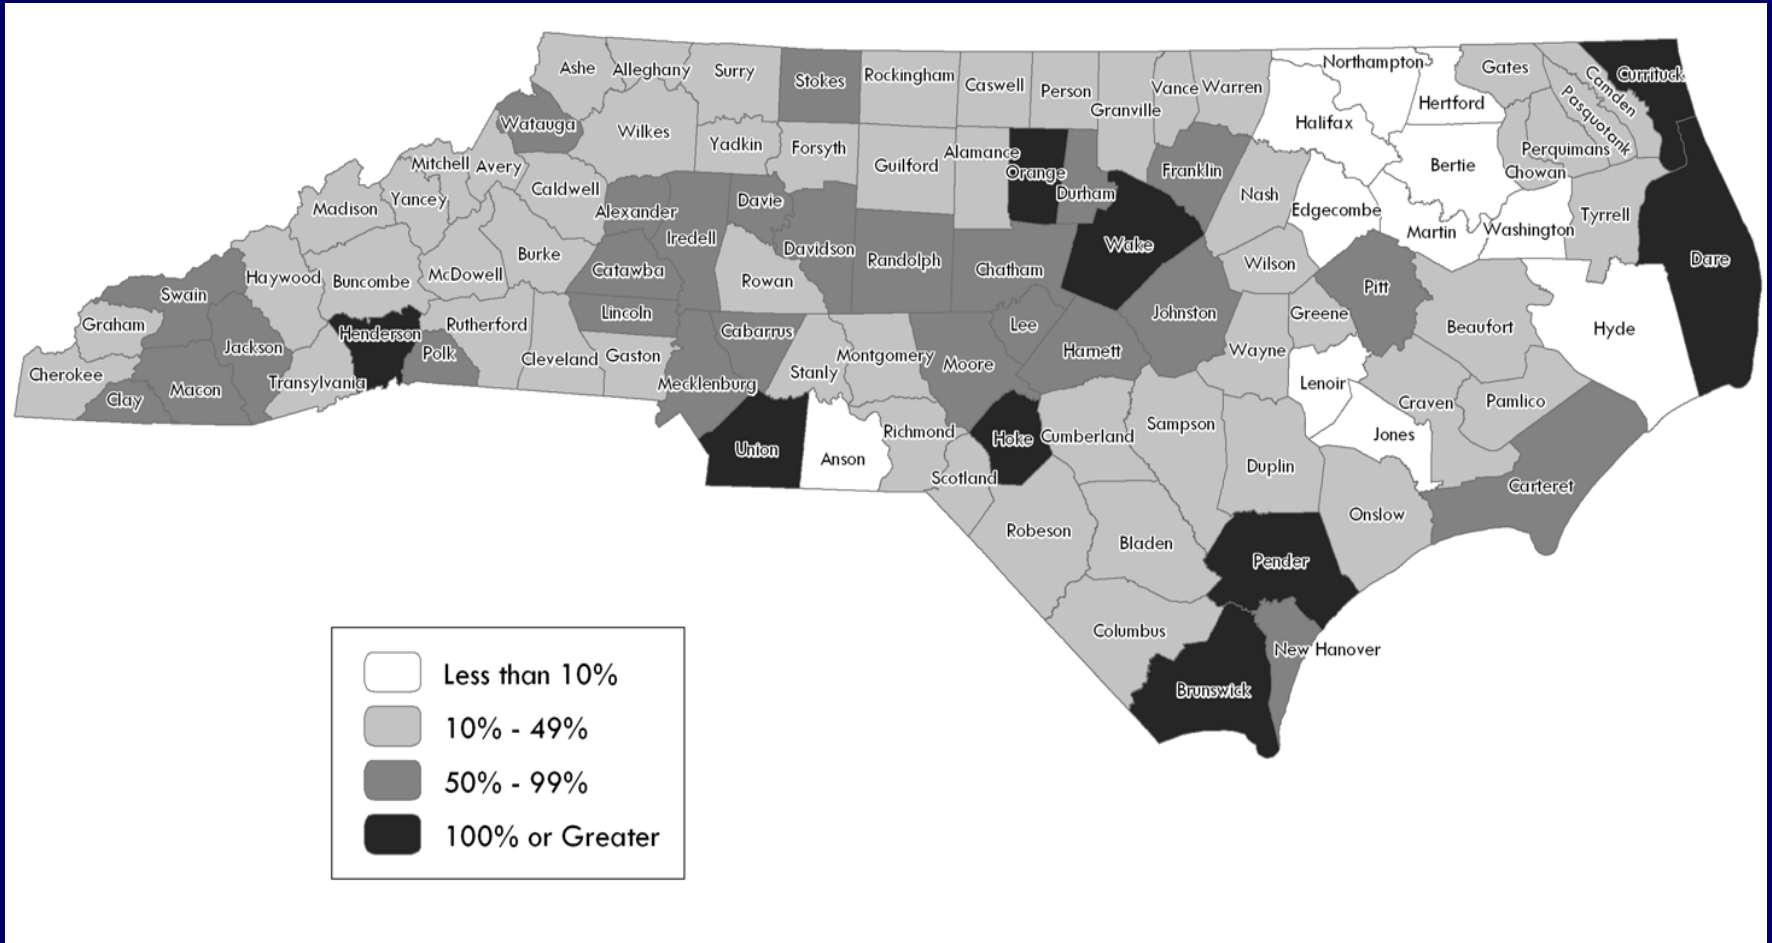 Ashe
Alleghany
Surry
Stokes
Rockingham
Caswell
Person
Granville
Vance
Warren
Northampton
Hertford
Gates
Camden
Currituck
Pasquotank
Perquimans
Chowan
Halifax
Bertie
Watauga
Wilkes
Yadkin
Forsyth
Guilford
Alamance
Orange
Durham
Franklin
Nash
Edgecombe
Martin
Washington
Tyrrell
Dare
Mitchell
Avery
Caldwell
Alexander
Davie
Iredell
Davidson
Randolph
Chatham
Wake
Wilson
Pitt
Madison
Yancey
Burke
Catawba
Rowan
Haywood
Buncombe
McDowell
Lincoln
Lee
Johnston
Greene
Beaufort
Hyde
Swain
Graham
Jackson
Henderson
Polk
Rutherford
Cleveland
Gaston
Cabarrus
Mecklenburg
Stanly
Montgomery
Moore
Harnett
Wayne
Lenoir
Craven
Pamlico
Cherokee
Clay
Macon
Transylvania
Union
Anson
Richmond
Scotland
Hoke
Cumberland
Sampson
Duplin
Jones
Carteret
Robeson
Bladen
Onslow
Pender
Columbus
New Hanover
Brunswick
Less than 10%
10% - 49%
50% - 99%
100% or Greater